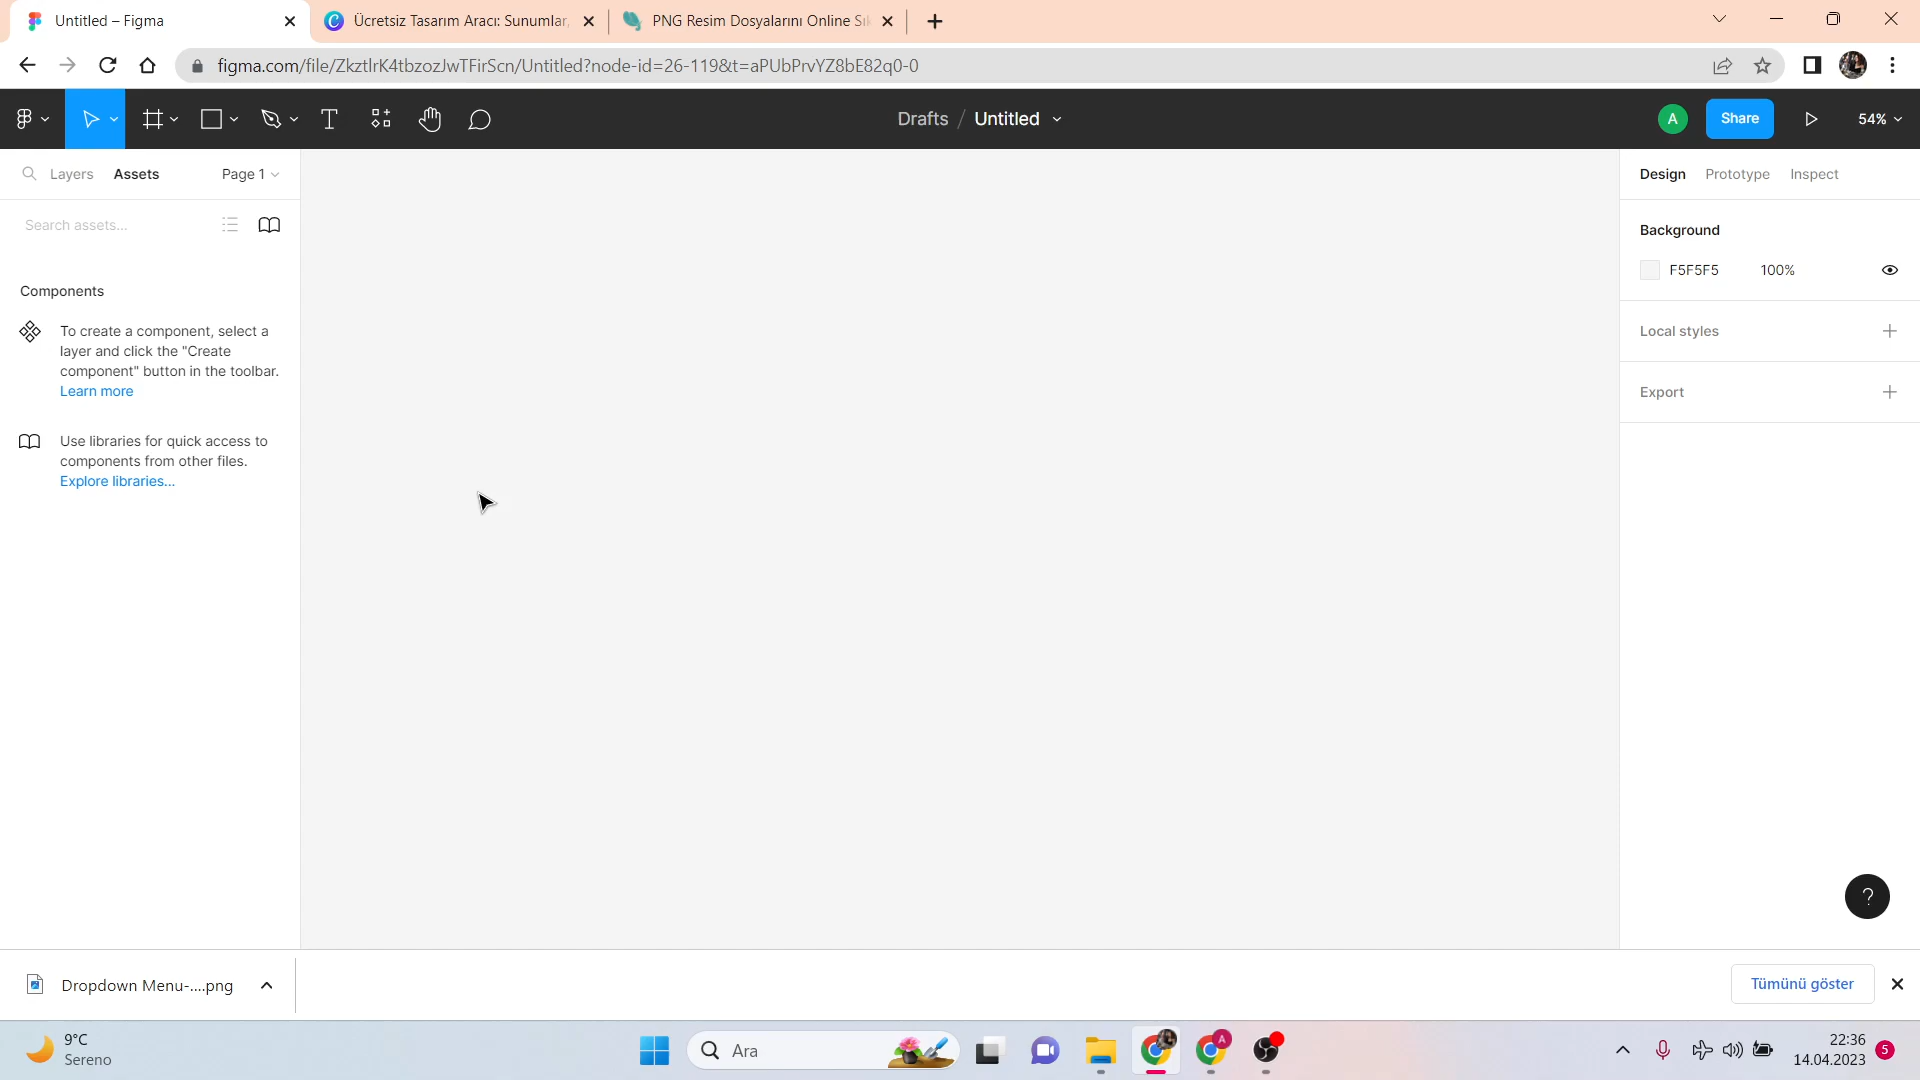 Untitled – Figma
Ücretsiz Tasarım Aracı: Sunumlar,
PNG Resim Dosyalarını Online Sık
figma.com/file/ZkztlrK4tbzozJwTFirScn/Untitled?node-id=26-119&t=aPUbPrvYZ8bE82q0-0
Drafts / Untitled
A
Share
54%
Layers
Assets
Page 1
Design
Prototype
Inspect
Search assets...
Background
F5F5F5
100%
Components
To create a component, select a
layer and click the "Create
component" button in the toolbar.
Learn more
Local styles
Export
Use libraries for quick access to
components from other files.
Explore libraries...
?
Dropdown Menu-....png
Tümünü göster
9°C
Sereno
Ara
A
22:36
14.04.2023
5